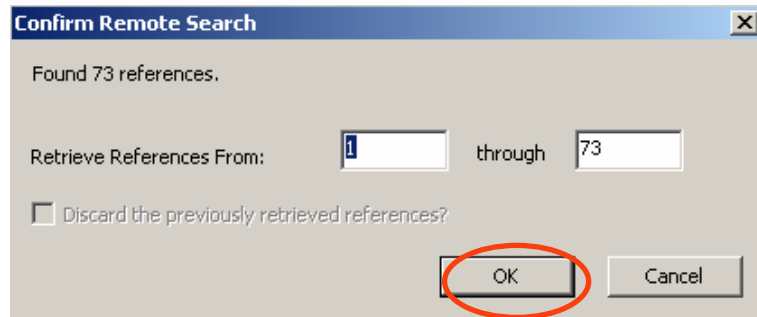 Confirm Remote Search
Found 73 references.
Retrieve References From: 1 through 73
Discard the previously retrieved references?
OK Cancel